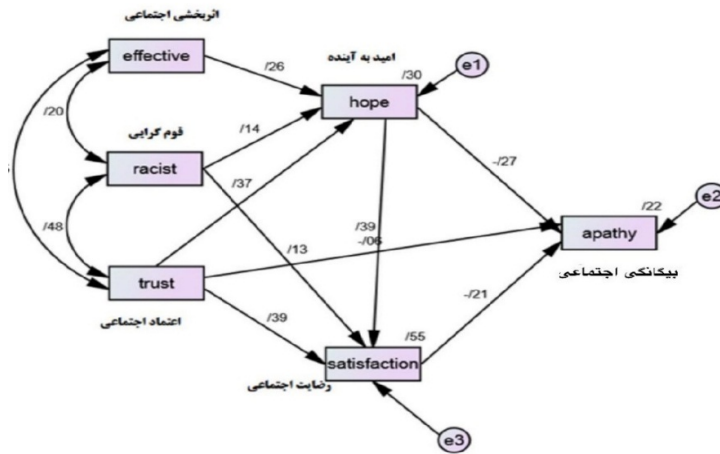 اثربخشی اجتماعی
effective
/26
امید به آینده
/30
e1
hope
/20
قوم گرایی
/14
racist
/37
-/27
/48
/39
-/06
/13
/22
e2
apathy
بیگانگی اجتماعی
trust
اعتماد اجتماعی
/39
-/21
/55
satisfaction
رضایت اجتماعی
e3